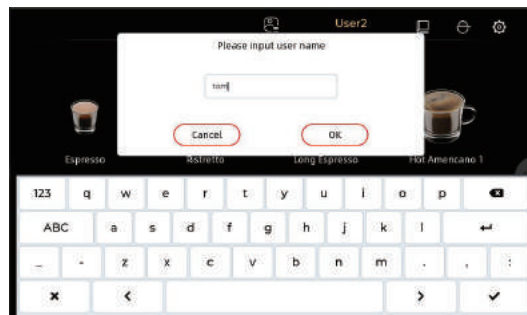 User2
Please input user name
tom
Cancel OK
Espresso Ristretto Long Espresso Hot Americano 1
123 q w e r t y u i o p
ABC a s d f g h j k l
_ - z x c v b n m . , :